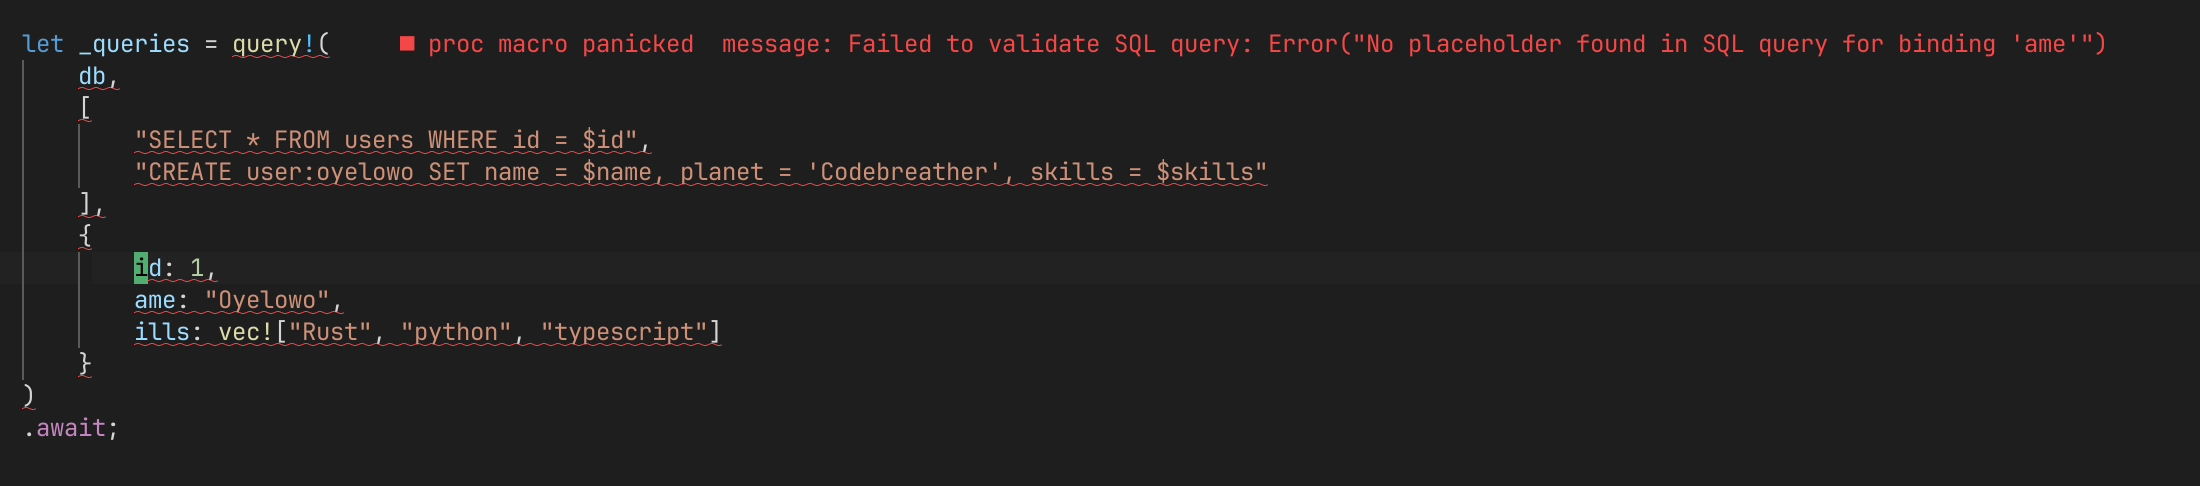 let _queries = query!( ■ proc macro panicked  message: Failed to validate SQL query: Error("No placeholder found in SQL query for binding 'ame'")
    db,
    [
        "SELECT * FROM users WHERE id = $id",
        "CREATE user:oyelowo SET name = $name, planet = 'Codebreather', skills = $skills"
    ],
    {
        id: 1,
        ame: "Oyelowo",
        ills: vec!["Rust", "python", "typescript"]
    }
)
.await;